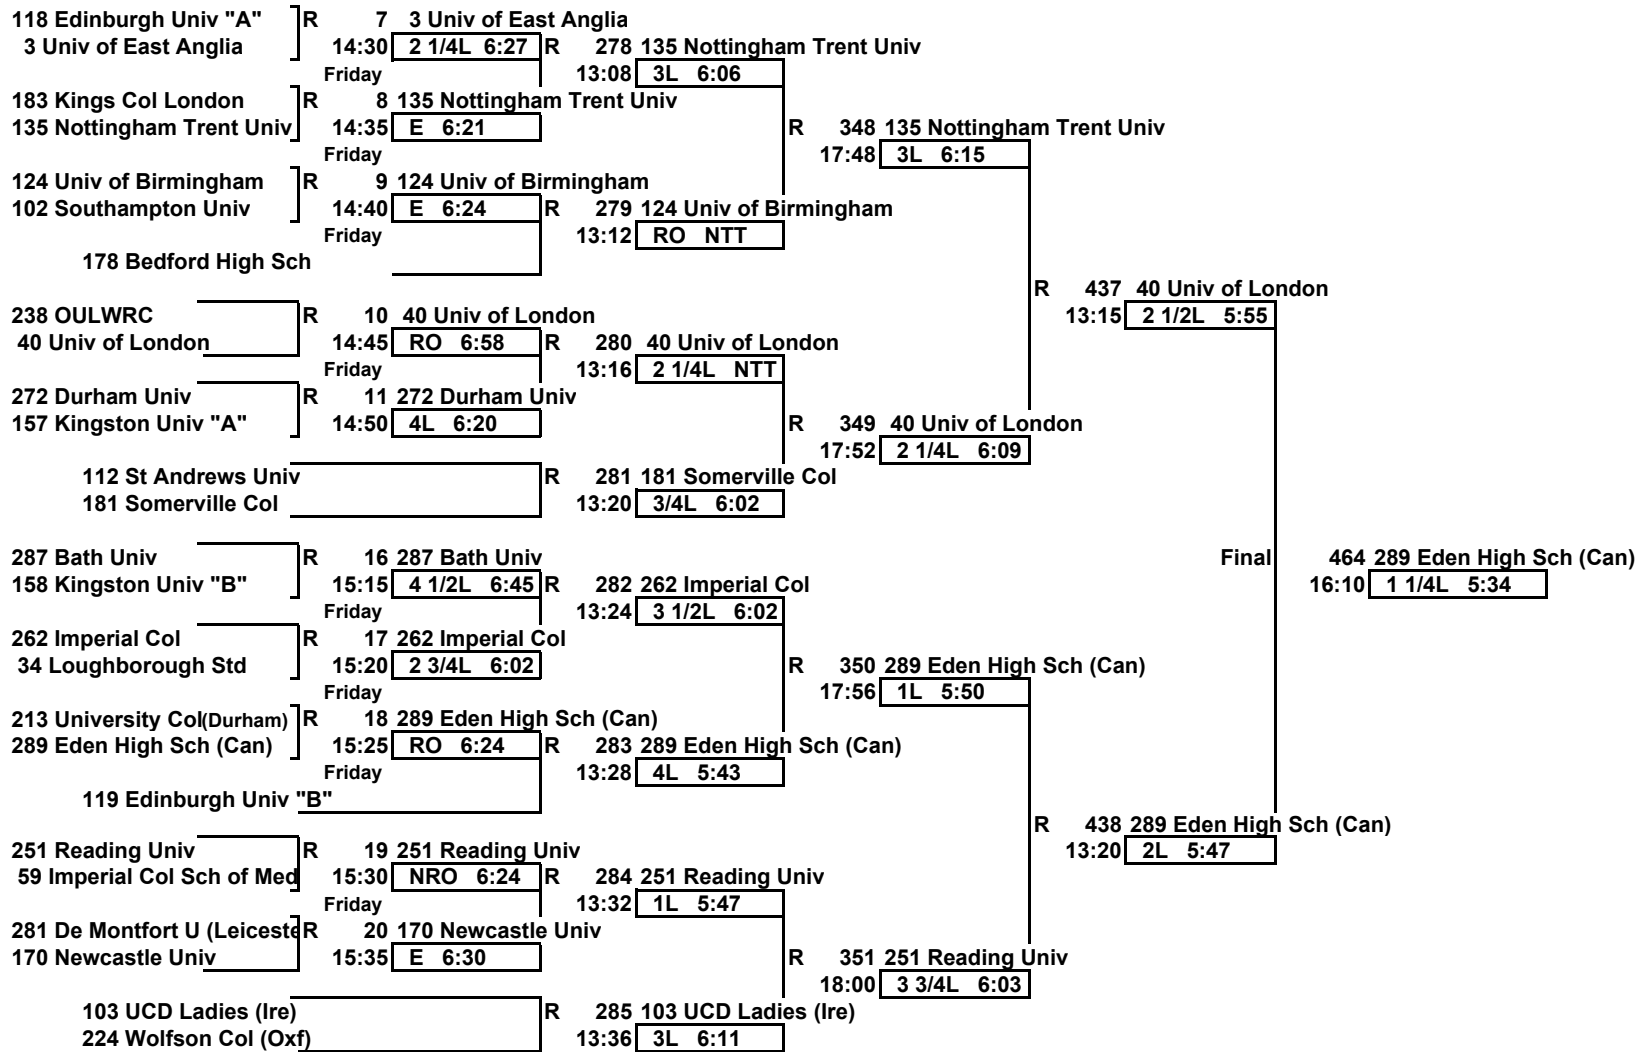 118 Edinburgh Univ "A" R 7 3 Univ of East Anglia
3 Univ of East Anglia 14:30 2 1/4L 6:27 R 278 135 Nottingham Trent Univ
Friday 13:08 3L 6:06
183 Kings Col London R 8 135 Nottingham Trent Univ
135 Nottingham Trent Univ 14:35 E 6:21 R 348 135 Nottingham Trent Univ
Friday 17:48 3L 6:15
124 Univ of Birmingham R 9 124 Univ of Birmingham
102 Southampton Univ 14:40 E 6:24 R 279 124 Univ of Birmingham
Friday 13:12 RO NTT
178 Bedford High Sch
R 437 40 Univ of London
238 OULWRC R 10 40 Univ of London 13:15 2 1/2L 5:55
40 Univ of London 14:45 RO 6:58 R 280 40 Univ of London
Friday 13:16 2 1/4L NTT
272 Durham Univ R 11 272 Durham Univ
157 Kingston Univ "A" 14:50 4L 6:20 R 349 40 Univ of London
17:52 2 1/4L 6:09
112 St Andrews Univ R 281 181 Somerville Col
181 Somerville Col 13:20 3/4L 6:02
287 Bath Univ R 16 287 Bath Univ Final 464 289 Eden High Sch (Can)
158 Kingston Univ "B" 15:15 4 1/2L 6:45 R 282 262 Imperial Col 16:10 1 1/4L 5:34
Friday 13:24 3 1/2L 6:02
262 Imperial Col R 17 262 Imperial Col
34 Loughborough Std 15:20 2 3/4L 6:02 R 350 289 Eden High Sch (Can)
Friday 17:56 1L 5:50
213 University Col(Durham) R 18 289 Eden High Sch (Can)
289 Eden High Sch (Can) 15:25 RO 6:24 R 283 289 Eden High Sch (Can)
Friday 13:28 4L 5:43
119 Edinburgh Univ "B"
R 438 289 Eden High Sch (Can)
251 Reading Univ R 19 251 Reading Univ 13:20 2L 5:47
59 Imperial Col Sch of Med 15:30 NRO 6:24 R 284 251 Reading Univ
Friday 13:32 1L 5:47
281 De Montfort U (Leiceste R 20 170 Newcastle Univ
170 Newcastle Univ 15:35 E 6:30 R 351 251 Reading Univ
18:00 3 3/4L 6:03
103 UCD Ladies (Ire) R 285 103 UCD Ladies (Ire)
224 Wolfson Col (Oxf) 13:36 3L 6:11